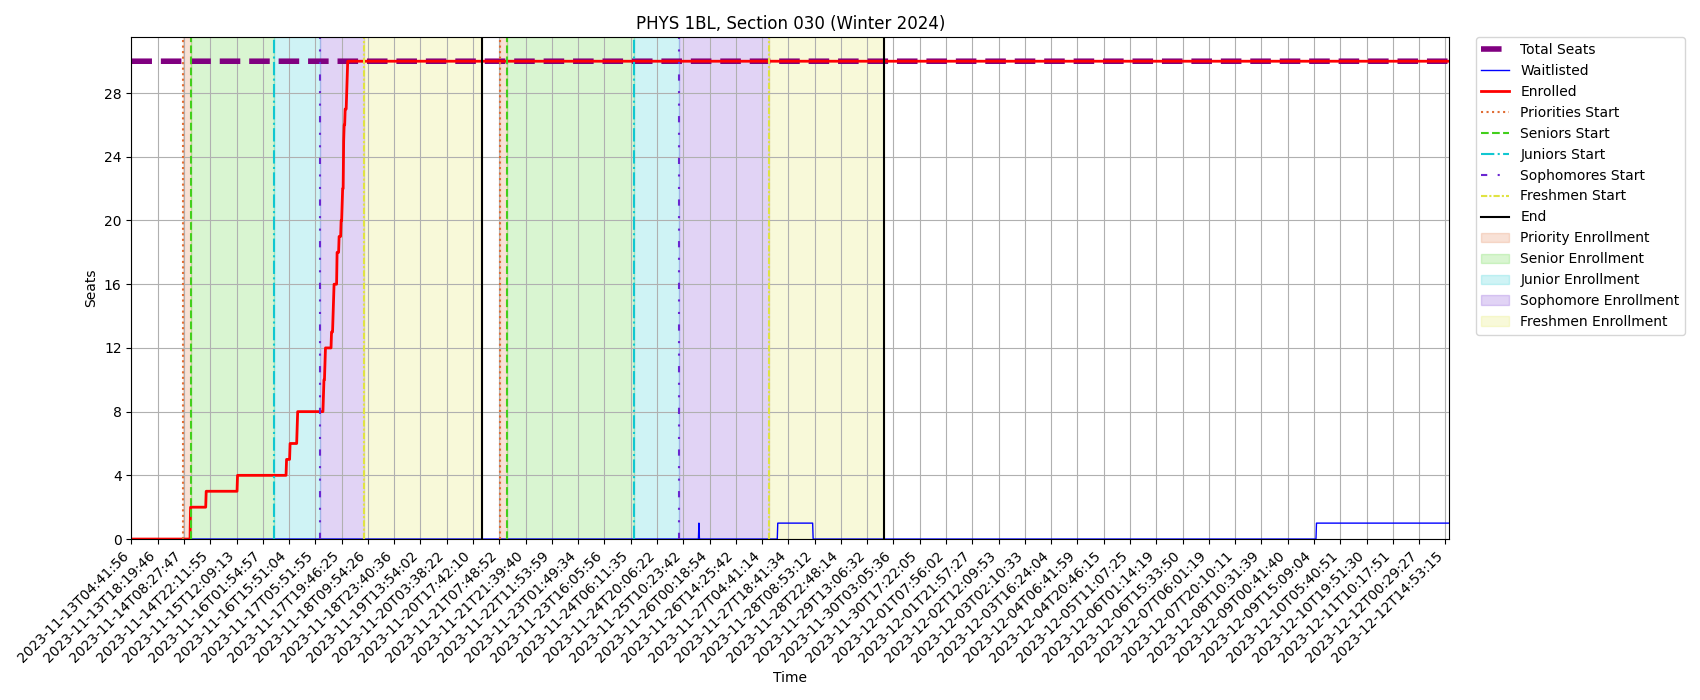 PHYS 1BL, Section 030 (Winter 2024)
Seats
28
24
20
16
12
8
4
0
2023-11-13T04:41:56
2023-11-13T18:19:46
2023-11-14T08:27:47
2023-11-14T22:11:55
2023-11-15T12:09:13
2023-11-16T01:54:57
2023-11-16T15:51:04
2023-11-17T05:51:55
2023-11-17T19:46:25
2023-11-18T09:54:26
2023-11-18T23:40:36
2023-11-19T13:54:02
2023-11-20T03:38:22
2023-11-20T17:42:10
2023-11-21T07:48:52
2023-11-21T21:39:40
2023-11-22T11:53:59
2023-11-23T01:49:34
2023-11-23T16:05:56
2023-11-24T06:11:35
2023-11-24T20:06:22
2023-11-25T10:23:42
2023-11-26T00:18:54
2023-11-26T14:25:42
2023-11-27T04:41:14
2023-11-27T18:41:34
2023-11-28T08:53:12
2023-11-28T22:48:14
2023-11-29T13:06:32
2023-11-30T03:05:36
2023-11-30T17:22:05
2023-12-01T07:56:02
2023-12-01T21:57:27
2023-12-02T12:09:53
2023-12-03T02:10:33
2023-12-03T16:24:04
2023-12-04T06:41:59
2023-12-04T20:46:15
2023-12-05T11:07:25
2023-12-06T01:14:19
2023-12-06T15:33:50
2023-12-07T06:01:19
2023-12-07T20:10:11
2023-12-08T10:31:39
2023-12-09T00:41:40
2023-12-09T15:09:04
2023-12-10T05:40:51
2023-12-10T19:51:30
2023-12-11T10:17:51
2023-12-12T00:29:27
2023-12-12T14:53:15
Time
Total Seats
Waitlisted
Enrolled
Priorities Start
Seniors Start
Juniors Start
Sophomores Start
Freshmen Start
End
Priority Enrollment
Senior Enrollment
Junior Enrollment
Sophomore Enrollment
Freshmen Enrollment